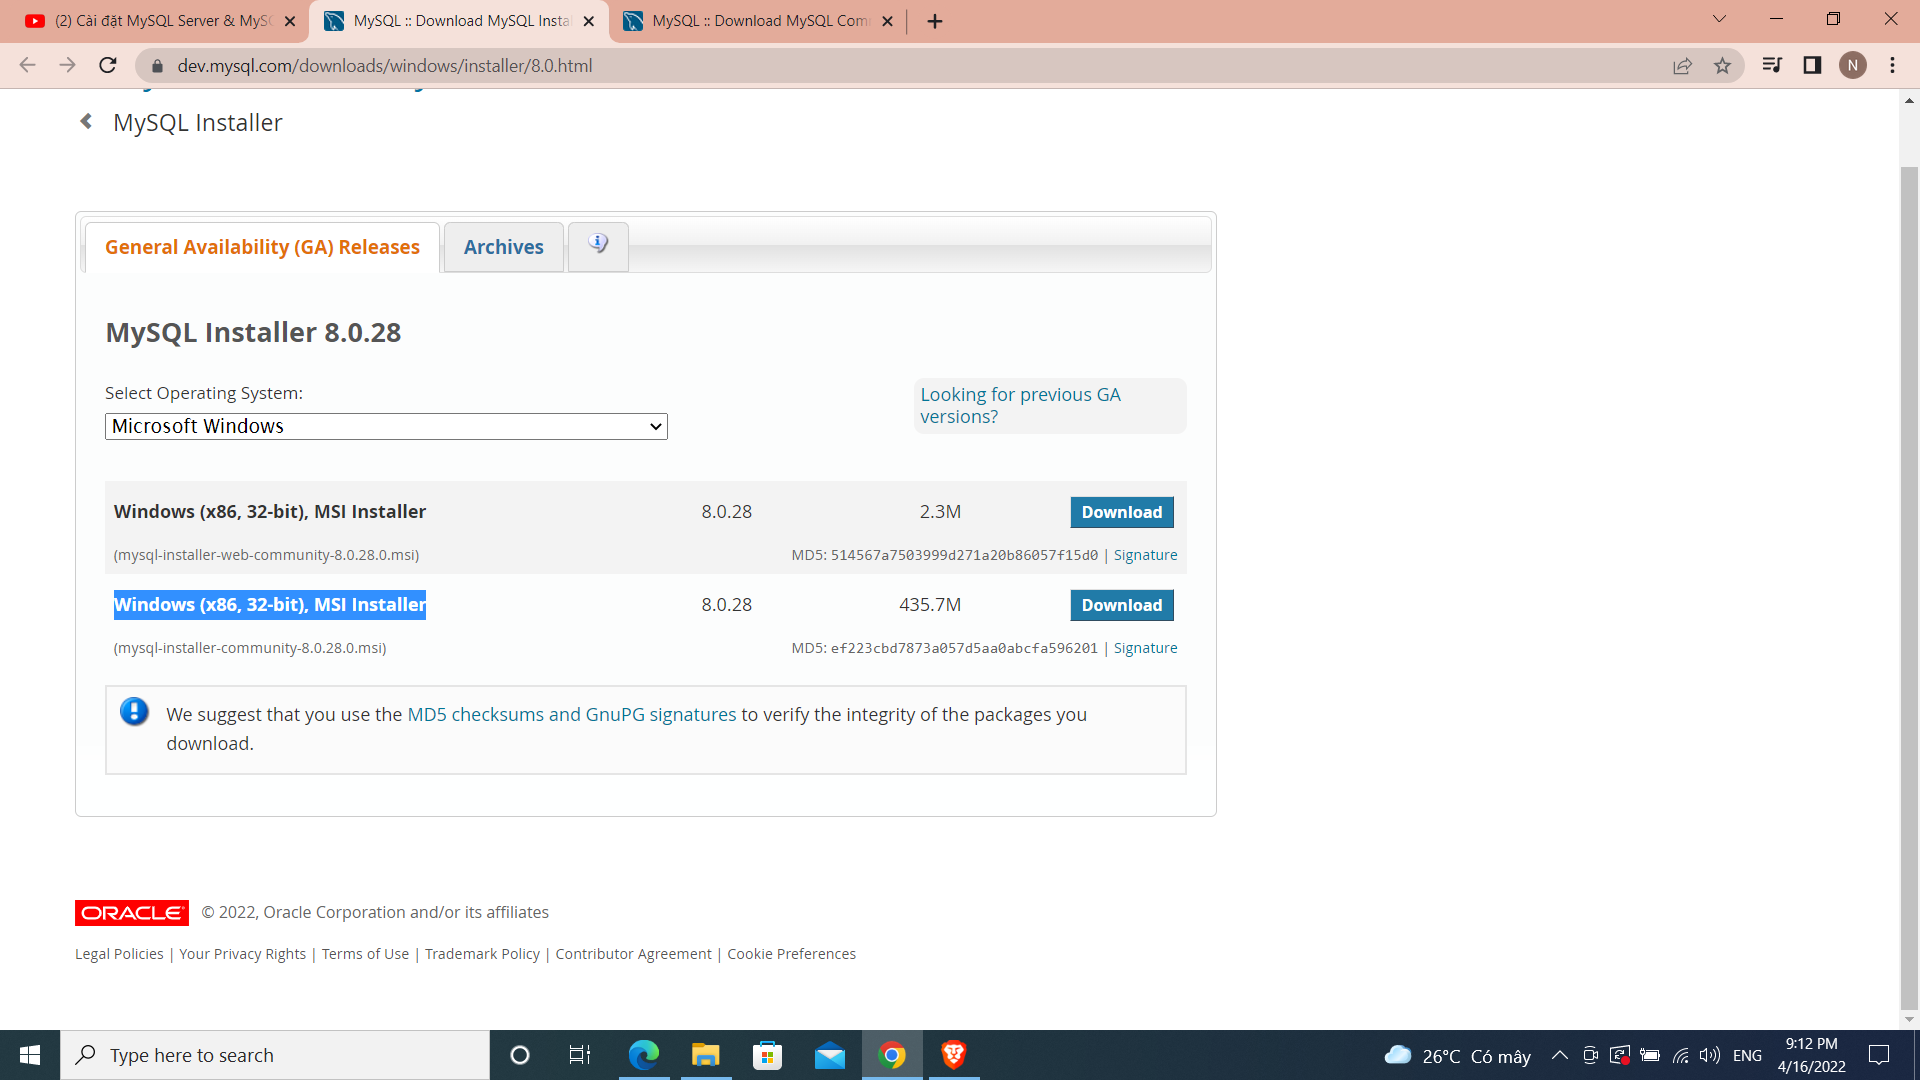 (2) Cài đặt MySQL Server & MyS
MySQL :: Download MySQL Insta
MySQL :: Download MySQL Com
dev.mysql.com/downloads/windows/installer/8.0.html
N
MySQL Installer
General Availability (GA) Releases
Archives
MySQL Installer 8.0.28
Select Operating System:
Looking for previous GA
versions?
Microsoft Windows
Windows (x86, 32-bit), MSI Installer 8.0.28 2.3M Download
(mysql-installer-web-community-8.0.28.0.msi) MD5: 514567a7503999d271a20b86057f15d0 | Signature
Windows (x86, 32-bit), MSI Installer 8.0.28 435.7M Download
(mysql-installer-community-8.0.28.0.msi) MD5: ef223cbd7873a057d5aa0abcfa596201 | Signature
We suggest that you use the MD5 checksums and GnuPG signatures to verify the integrity of the packages you
download.
ORACLE © 2022, Oracle Corporation and/or its affiliates
Legal Policies | Your Privacy Rights | Terms of Use | Trademark Policy | Contributor Agreement | Cookie Preferences
Type here to search
26°C Có mây
ENG
9:12 PM
4/16/2022